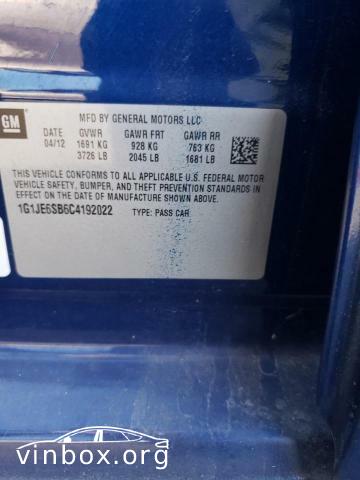 GM
MFD BY GENERAL MOTORS LLC
DATE GVWR GAWR FRT GAWR RR
04/12 1691 KG 928 KG 763 KG
3726 LB 2045 LB 1681 LB
THIS VEHICLE CONFORMS TO ALL APPLICABLE U.S. FEDERAL MOTOR
VEHICLE SAFETY, BUMPER, AND THEFT PREVENTION STANDARDS IN
EFFECT ON THE DATE OF MANUFACTURE SHOWN ABOVE.
1G1JE6SB6C4192022 TYPE: PASS CAR
vinbox.org